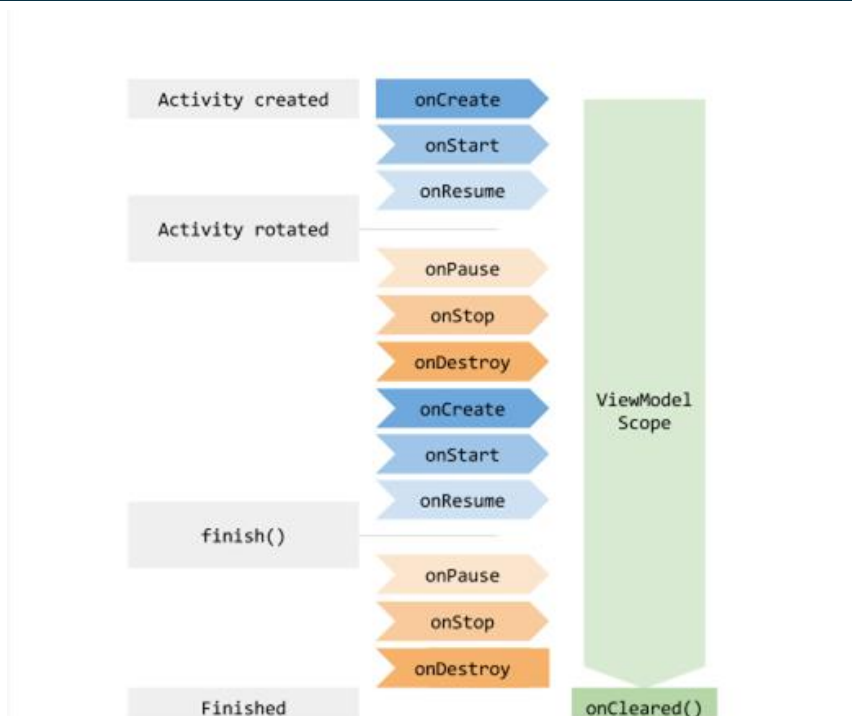 Activity created
onCreate
onStart
onResume
Activity rotated
onPause
onStop
onDestroy
onCreate
onStart
onResume
finish()
onPause
onStop
onDestroy
Finished
ViewModel
Scope
onCleared()